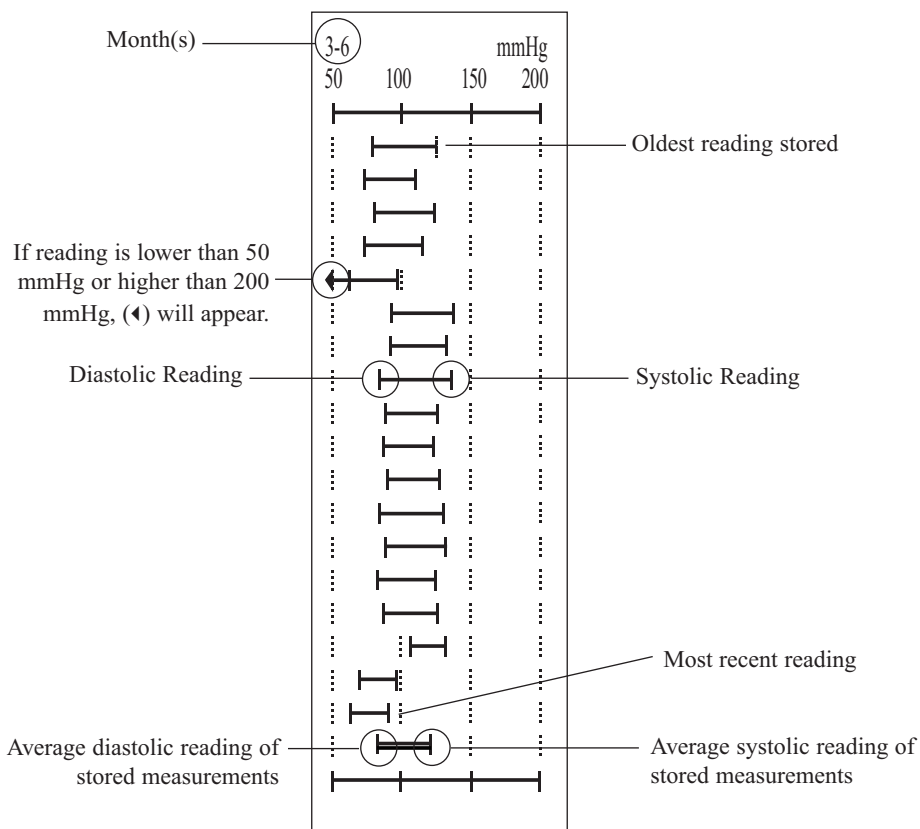 Month(s)
3-6
mmHg
50 100 150 200
Oldest reading stored
If reading is lower than 50
mmHg or higher than 200
mmHg, (◄) will appear.
Diastolic Reading
Systolic Reading
Most recent reading
Average diastolic reading of
stored measurements
Average systolic reading of
stored measurements